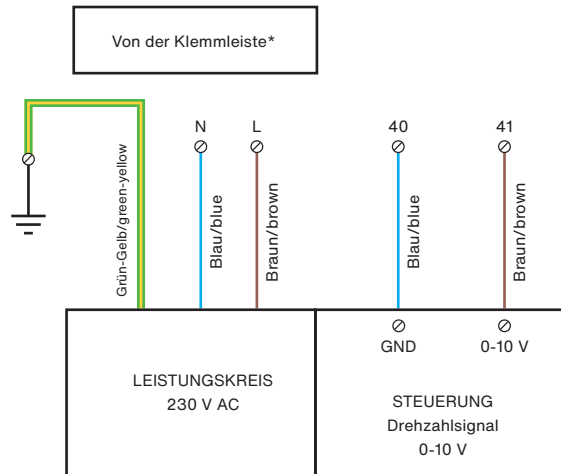 Von der Klemmleiste*
N
L
40
41
Grün-Gelb/green-yellow
Blau/blue
Braun/brown
Blau/blue
Braun/brown
GND
0-10 V
LEISTUNGSKREIS
230 V AC
STEUERUNG
Drehzahlsignal
0-10 V